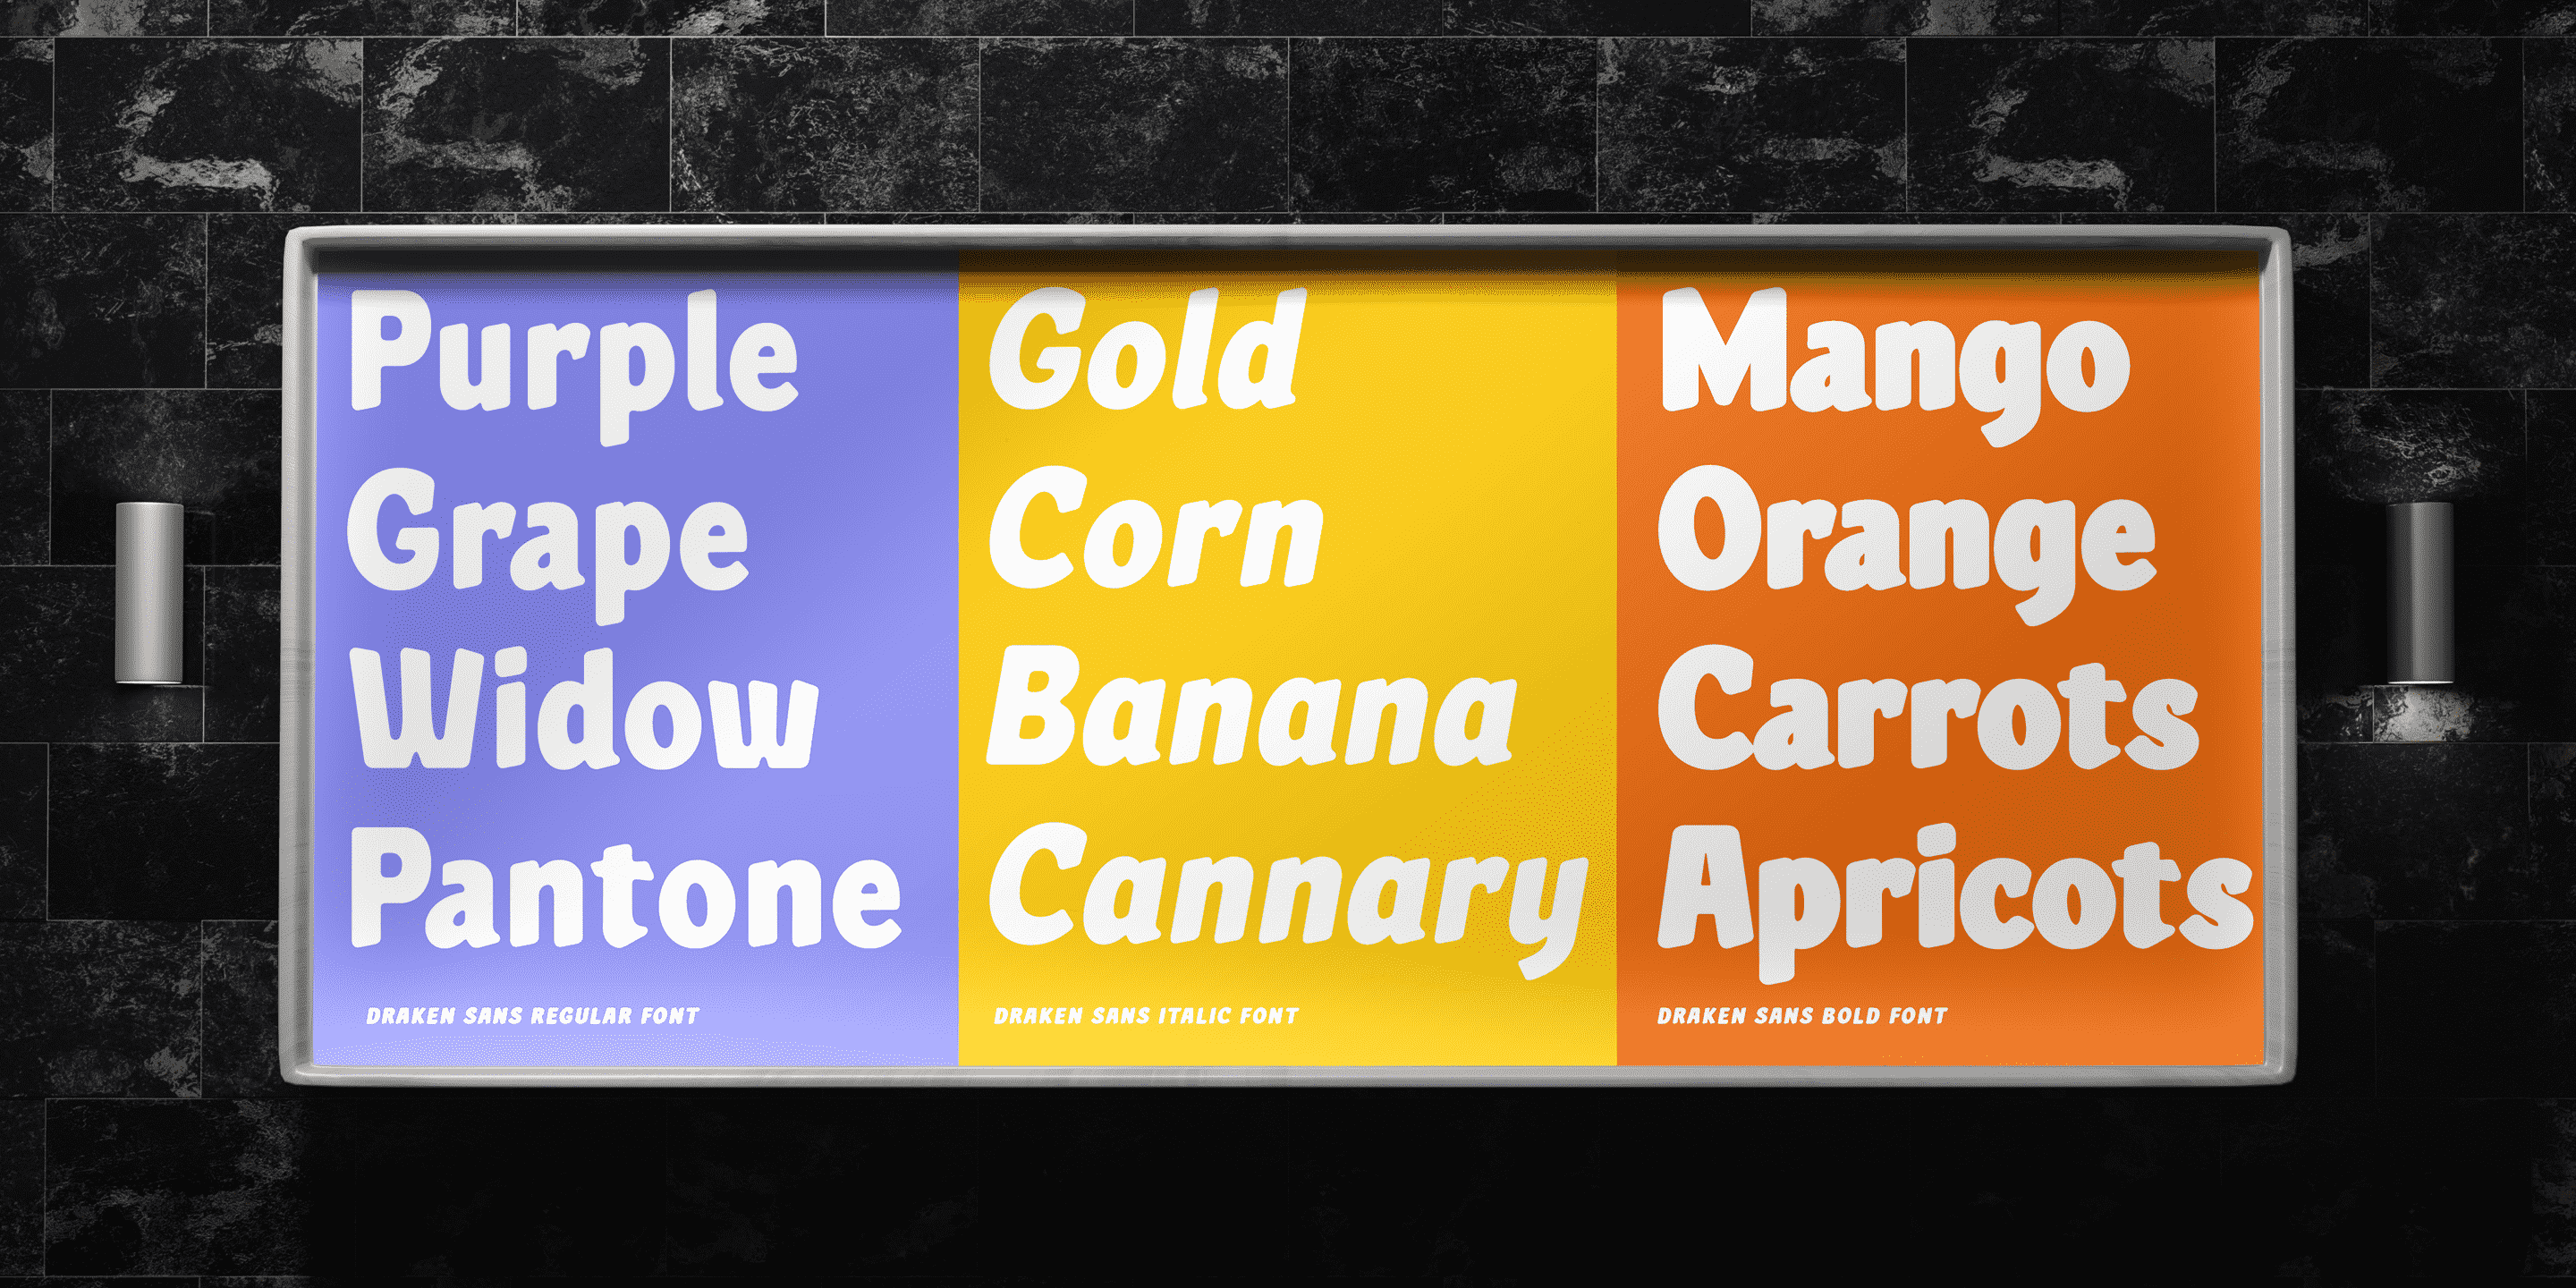 Purple
Grape
Widow
Pantone
DRAKEN SANS REGULAR FONT
Gold
Corn
Banana
Cannary
DRAKEN SANS ITALIC FONT
Mango
Orange
Carrots
Apricots
DRAKEN SANS BOLD FONT